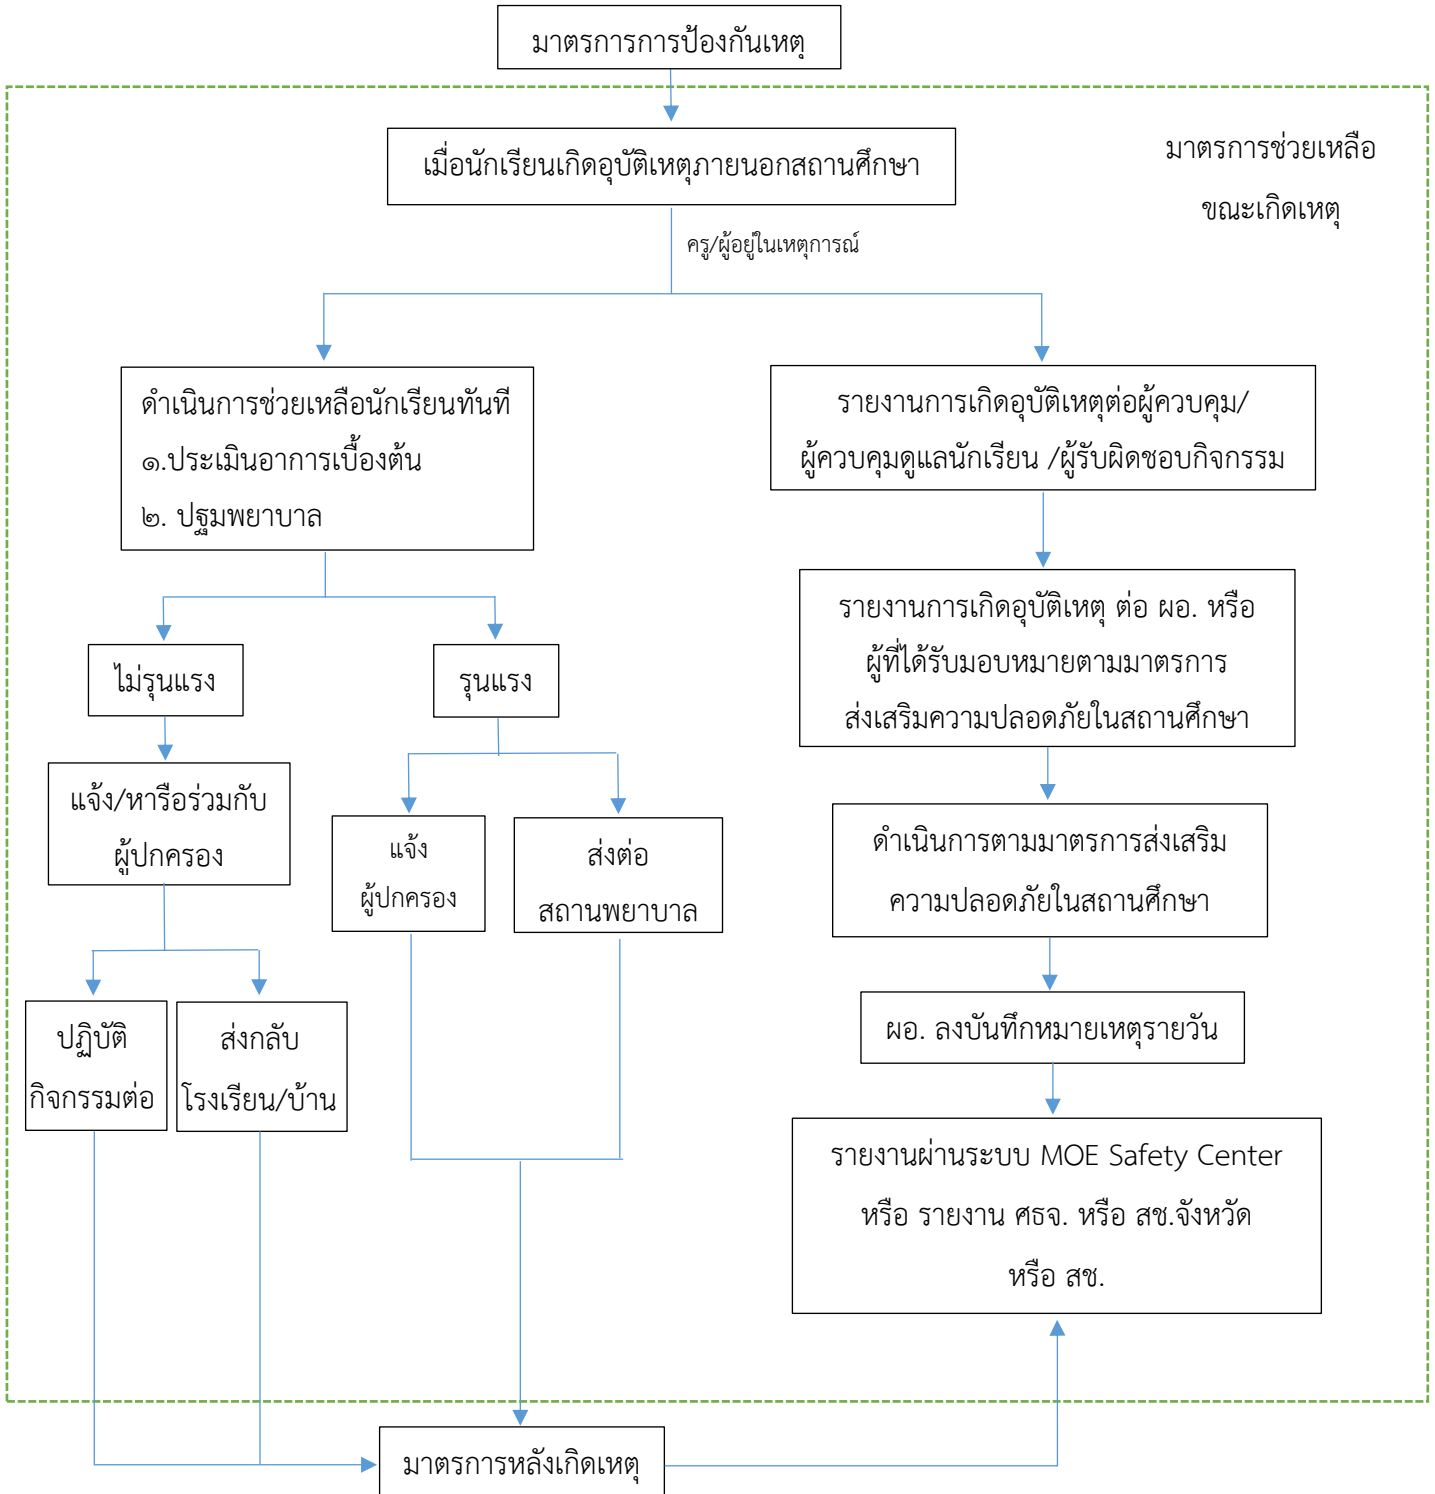 มาตรการการป้องกันเหตุ
เมื่อนักเรียนเกิดอุบัติเหตุภายนอกสถานศึกษา
มาตรการช่วยเหลือ
ขณะเกิดเหตุ
ครู/ผู้อยู่ในเหตุการณ์
ดำเนินการช่วยเหลือนักเรียนทันที
๑.ประเมินอาการเบื้องต้น
๒. ปฐมพยาบาล
รายงานการเกิดอุบัติเหตุต่อผู้ควบคุม/
ผู้ควบคุมดูแลนักเรียน /ผู้รับผิดชอบกิจกรรม
ไม่รุนแรง
รุนแรง
รายงานการเกิดอุบัติเหตุ ต่อ ผอ. หรือ
ผู้ที่ได้รับมอบหมายตามมาตรการ
ส่งเสริมความปลอดภัยในสถานศึกษา
แจ้ง/หารือร่วมกับ
ผู้ปกครอง
แจ้ง
ผู้ปกครอง
ส่งต่อ
สถานพยาบาล
ดำเนินการตามมาตรการส่งเสริม
ความปลอดภัยในสถานศึกษา
ปฏิบัติ
กิจกรรมต่อ
ส่งกลับ
โรงเรียน/บ้าน
ผอ. ลงบันทึกหมายเหตุรายวัน
รายงานผ่านระบบ MOE Safety Center
หรือ รายงาน ศธจ. หรือ สช.จังหวัด
หรือ สช.
มาตรการหลังเกิดเหตุ